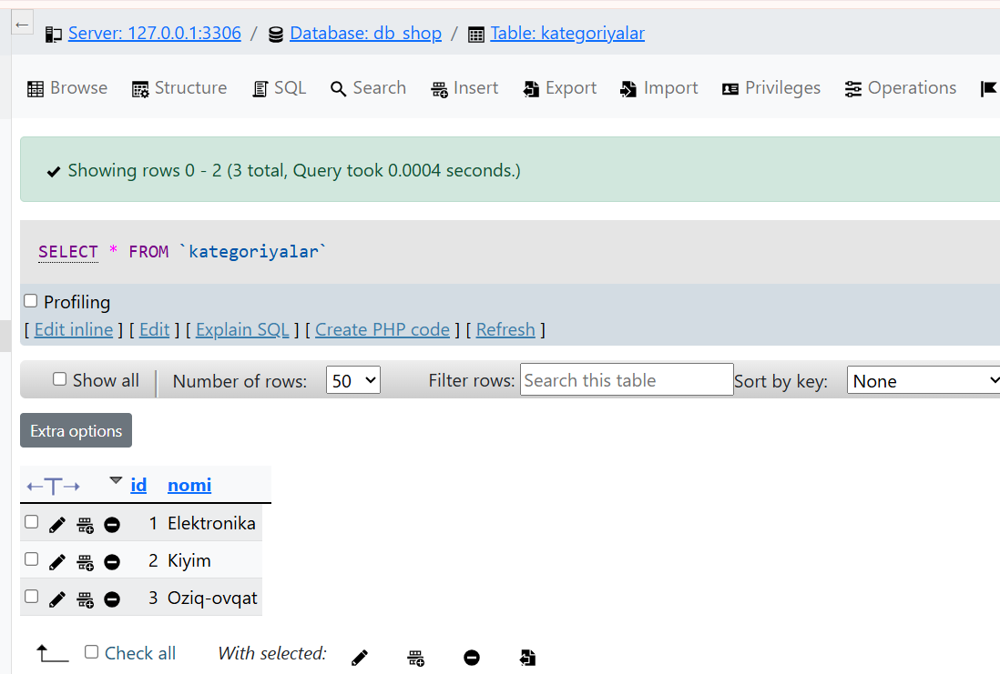 Server: 127.0.0.1:3306 / Database: db_shop / Table: kategoriyalar
Browse Structure SQL Search Insert Export Import Privileges Operations
Showing rows 0 - 2 (3 total, Query took 0.0004 seconds.)
SELECT * FROM `kategoriyalar`
Profiling
[ Edit inline ] [ Edit ] [ Explain SQL ] [ Create PHP code ] [ Refresh ]
Show all Number of rows: 50 Filter rows: Search this table Sort by key: None
Extra options
←T→ id nomi
1 Elektronika
2 Kiyim
3 Oziq-ovqat
Check all With selected: